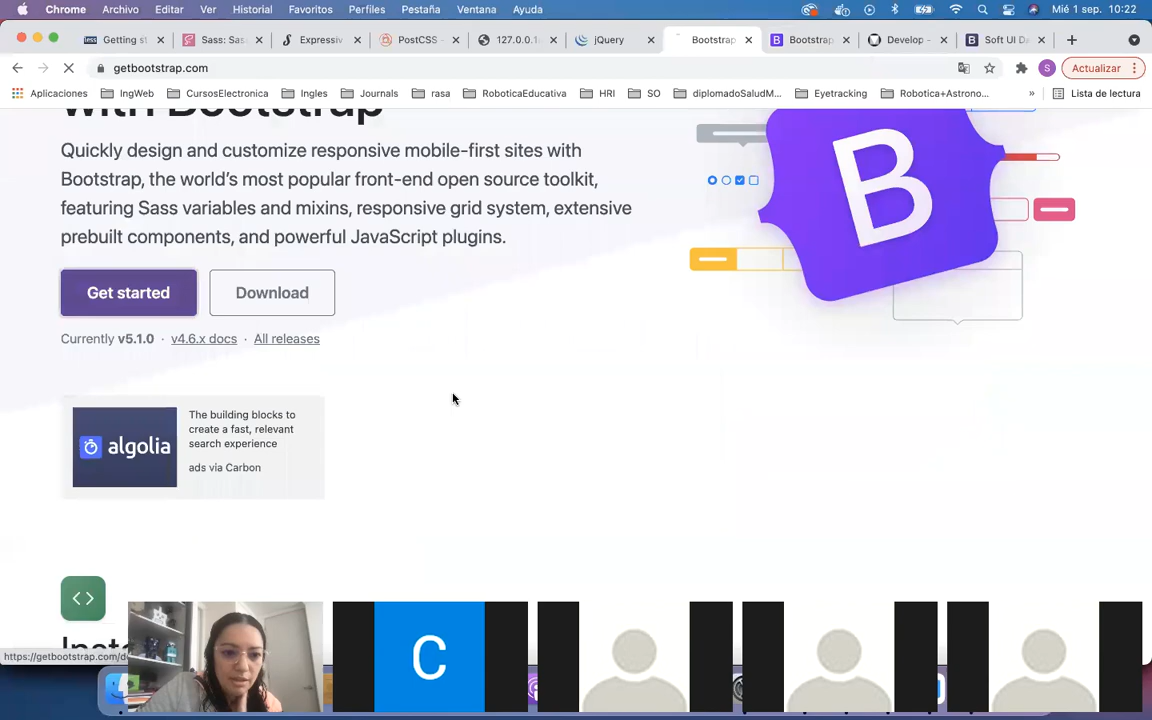 Chrome Archivo Editar Ver Historial Favoritos Perfiles Pestaña Ventana Ayuda Mié 1 sep. 10:22
less Getting st Sass: Sas Expressiv PostCSS - 127.0.0.1: jQuery Bootstrap Bootstrap Develop - Soft UI D
getbootstrap.com S Actualizar
Aplicaciones IngWeb CursosElectronica Ingles Journals rasa RoboticaEducativa HRI SO diplomadoSaludM... Eyetracking Robotica+Astrono... » Lista de lectura
with Bootstrap
Quickly design and customize responsive mobile-first sites with
Bootstrap, the world's most popular front-end open source toolkit,
featuring Sass variables and mixins, responsive grid system, extensive
prebuilt components, and powerful JavaScript plugins.
B
Get started Download
Currently v5.1.0 · v4.6.x docs · All releases
algolia
The building blocks to
create a fast, relevant
search experience
ads via Carbon
https://getbootstrap.com/d
C